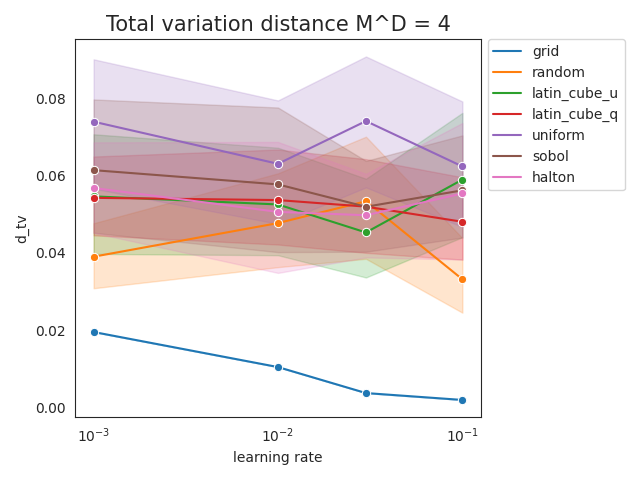 Total variation distance M^D = 4
grid
random
latin_cube_u
latin_cube_q
uniform
sobol
halton
d_tv
0.08
0.06
0.04
0.02
0.00
10⁻³ 10⁻² 10⁻¹
learning rate